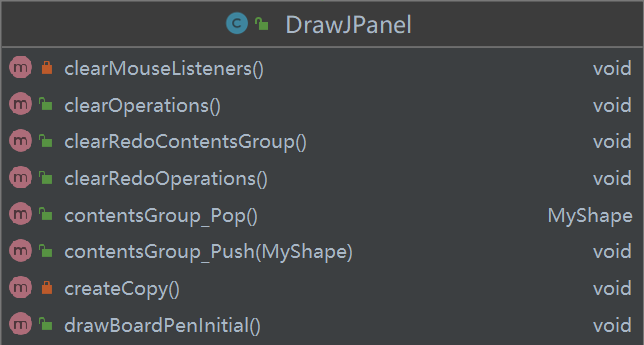 C DrawJPanel
m clearMouseListeners() void
m clearOperations() void
m clearRedoContentsGroup() void
m clearRedoOperations() void
m contentsGroup_Pop() MyShape
m contentsGroup_Push(MyShape) void
m createCopy() void
m drawBoardPenInitial() void